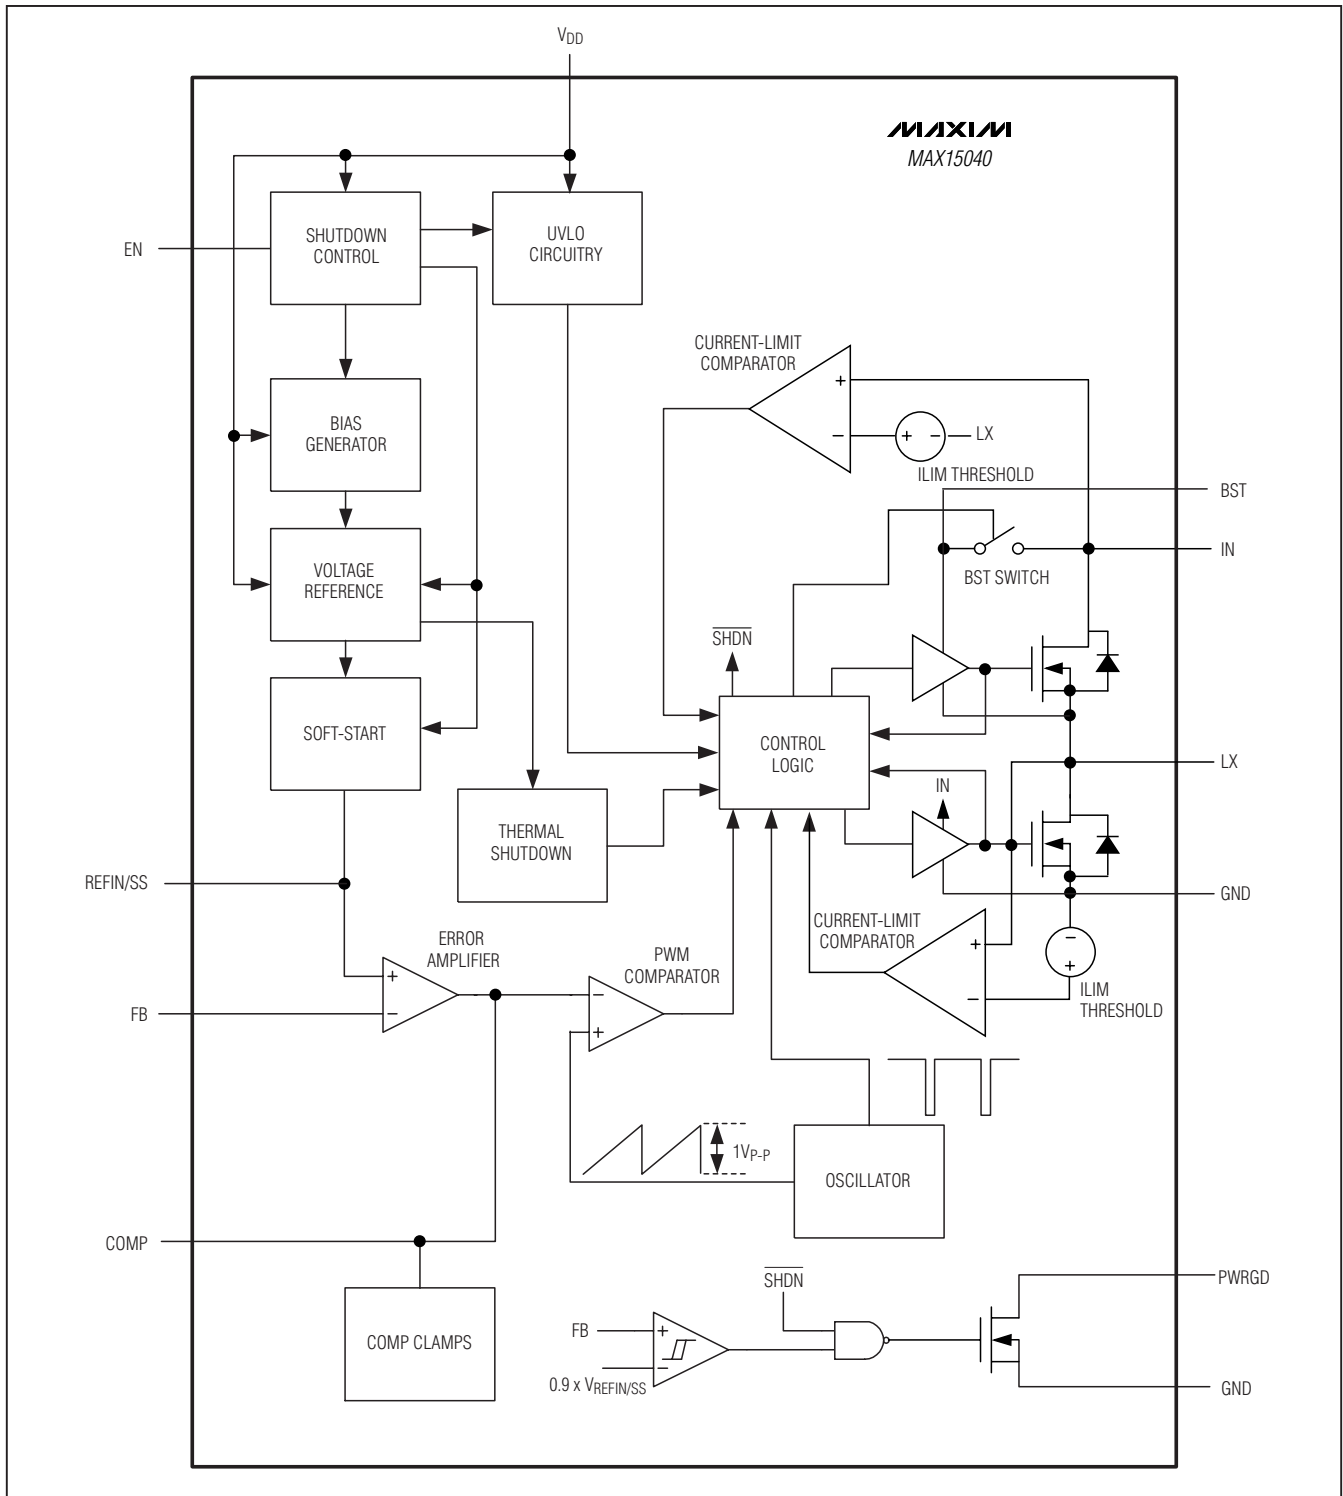 VDD
MAXIM
MAX15040
SHUTDOWN
CONTROL
UVLO
CIRCUITRY
EN
CURRENT-LIMIT
COMPARATOR
+
−
+ −
LX
ILIM THRESHOLD
BIAS
GENERATOR
BST
IN
BST SWITCH
VOLTAGE
REFERENCE
SHDN
SOFT-START
CONTROL
LOGIC
LX
IN
THERMAL
SHUTDOWN
REFIN/SS
GND
CURRENT-LIMIT
COMPARATOR
+
−
−
+
ILIM
THRESHOLD
ERROR
AMPLIFIER
+
−
PWM
COMPARATOR
−
+
FB
1VP-P
OSCILLATOR
COMP
COMP CLAMPS
SHDN
PWRGD
FB
+
−
0.9 x VREFIN/SS
GND